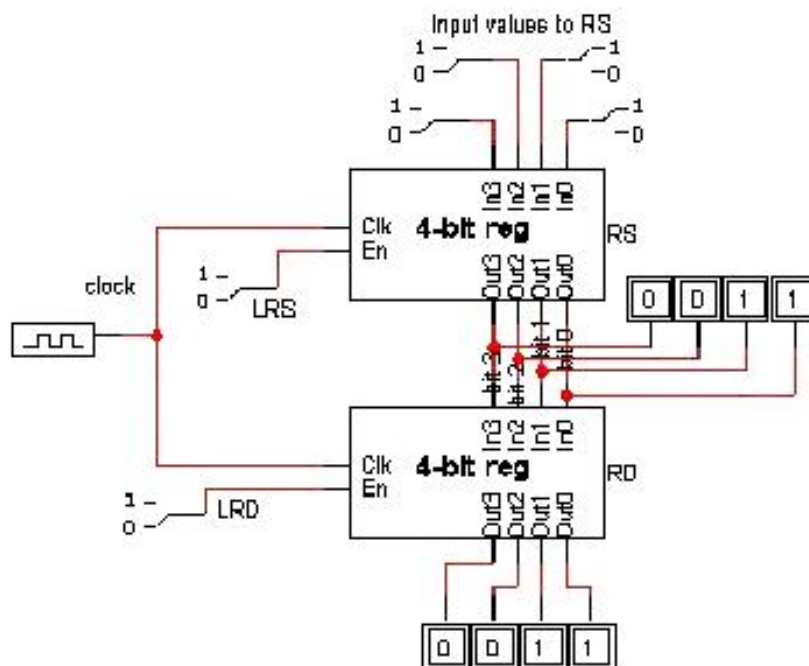 Input values to RS
1 1
0 0
1 1
0 0
In3 In2 In1 In0
Clk 4-bit reg RS
En
Out3 Out2 Out1 Out0
1
0 LRS
clock
0 0 1 1
bit 3 bit 2 bit 1 bit 0
In3 In2 In1 In0
Clk 4-bit reg RD
En
Out3 Out2 Out1 Out0
1
0 LRD
0 0 1 1